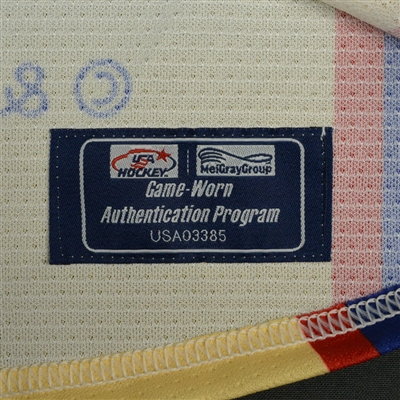 USA
HOCKEY
MeiGrayGroup
Game-Worn
Authentication Program
USA03385